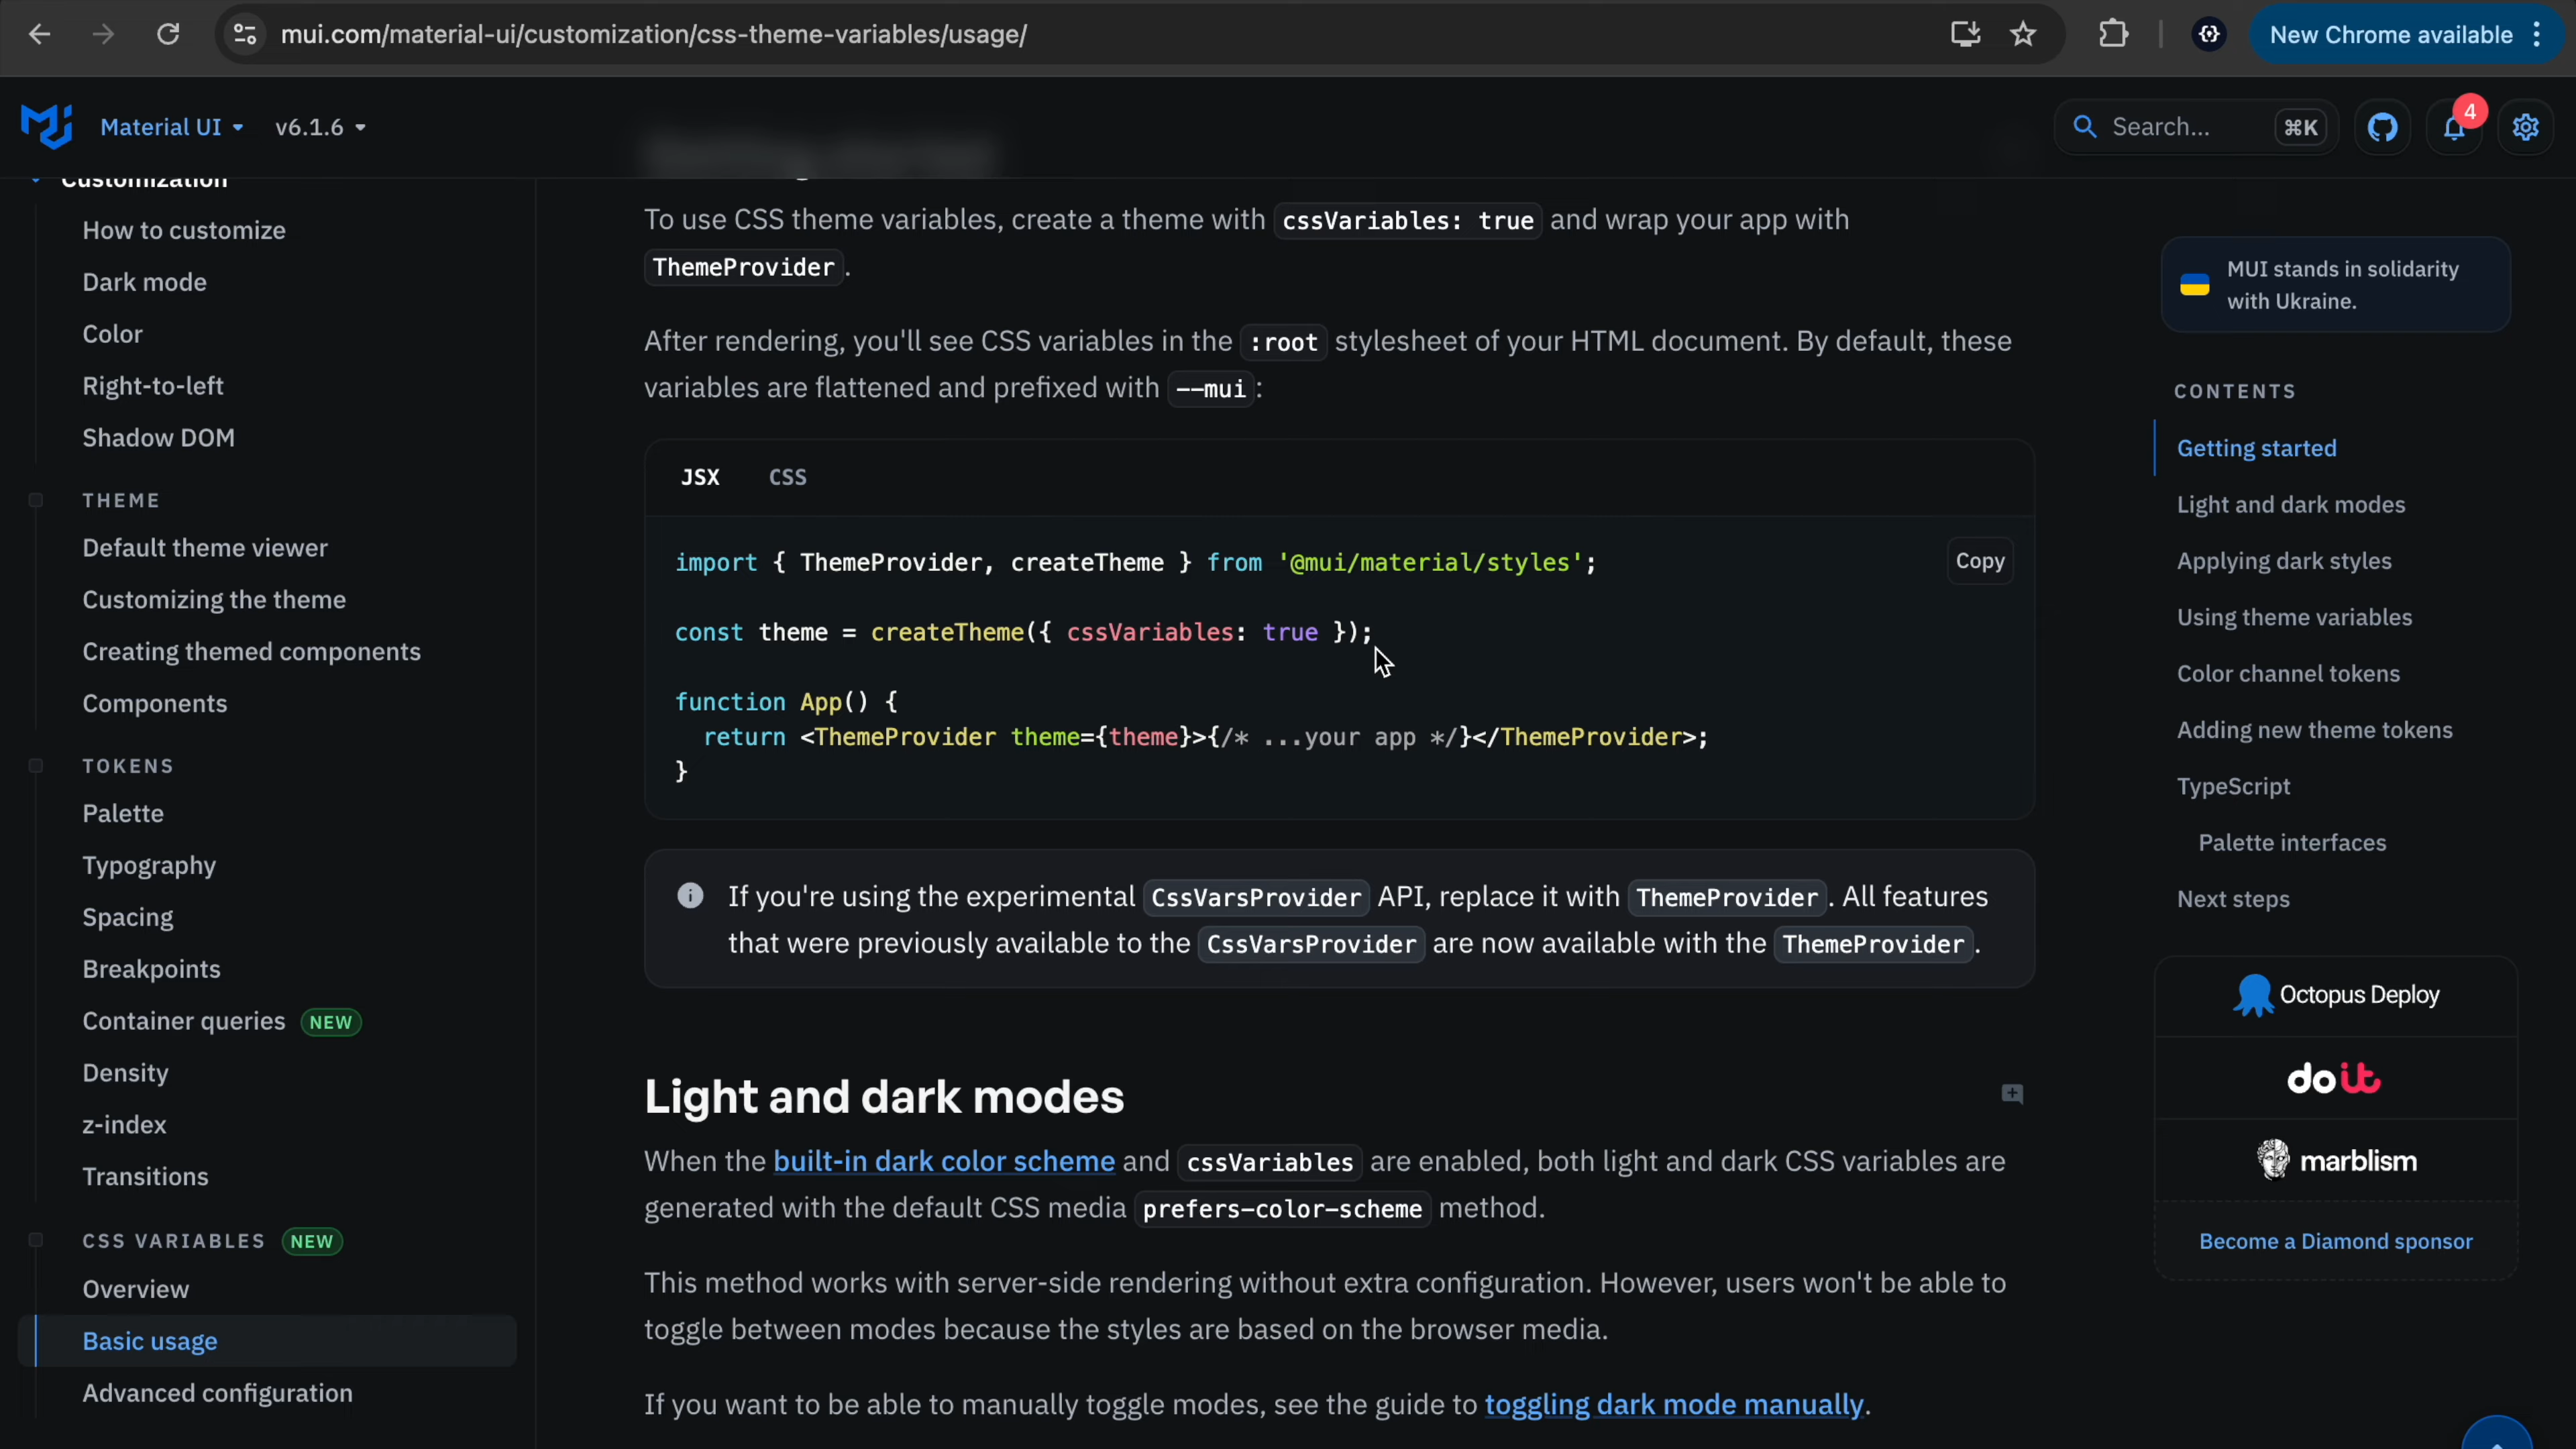 mui.com/material-ui/customization/css-theme-variables/usage/
New Chrome available
Material UI
v6.1.6
Search...
⌘K
4
Customization
How to customize
Dark mode
Color
Right-to-left
Shadow DOM
THEME
Default theme viewer
Customizing the theme
Creating themed components
Components
TOKENS
Palette
Typography
Spacing
Breakpoints
Container queries NEW
Density
z-index
Transitions
CSS VARIABLES NEW
Overview
Basic usage
Advanced configuration
To use CSS theme variables, create a theme with cssVariables: true and wrap your app with
ThemeProvider.
After rendering, you'll see CSS variables in the :root stylesheet of your HTML document. By default, these
variables are flattened and prefixed with --mui:
JSX CSS
import { ThemeProvider, createTheme } from '@mui/material/styles';
Copy
const theme = createTheme({ cssVariables: true });
function App() {
return <ThemeProvider theme={theme}>{/* ...your app */}</ThemeProvider>;
}
If you're using the experimental CssVarsProvider API, replace it with ThemeProvider. All features
that were previously available to the CssVarsProvider are now available with the ThemeProvider.
Light and dark modes
When the built-in dark color scheme and cssVariables are enabled, both light and dark CSS variables are
generated with the default CSS media prefers-color-scheme method.
This method works with server-side rendering without extra configuration. However, users won't be able to
toggle between modes because the styles are based on the browser media.
If you want to be able to manually toggle modes, see the guide to toggling dark mode manually.
MUI stands in solidarity
with Ukraine.
CONTENTS
Getting started
Light and dark modes
Applying dark styles
Using theme variables
Color channel tokens
Adding new theme tokens
TypeScript
Palette interfaces
Next steps
Octopus Deploy
doit
marblism
Become a Diamond sponsor